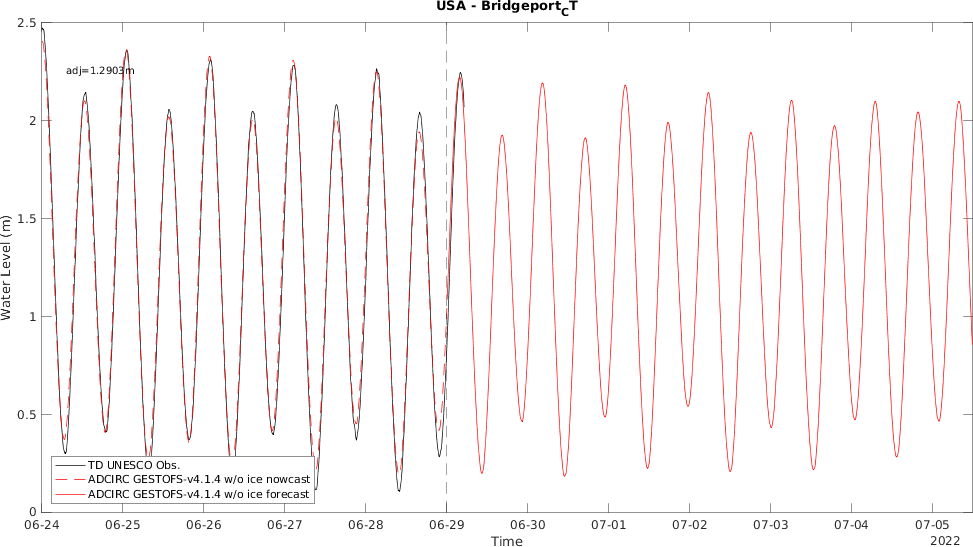 USA - Bridgeport_CT
adj=1.2903m
Water Level (m)
2.5
2
1.5
1
0.5
0
TD UNESCO Obs.
ADCIRC GESTOFS-v4.1.4 w/o ice nowcast
ADCIRC GESTOFS-v4.1.4 w/o ice forecast
06-24 06-25 06-26 06-27 06-28 06-29 06-30 07-01 07-02 07-03 07-04 07-05
Time
2022